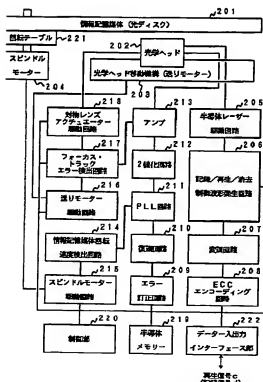 201
情報記憶媒体 (光ディスク)
回転テーブル
221
202
光学ヘッド
スピンドル
モーター
光学ヘッド移動機構 (送りモーター)
204
203
218
213
205
対物レンズ
アクチュエーター
駆動回路
アンプ
半導体レーザー
駆動回路
217
212
206
フォーカス・
トラック
エラー検出回路
2値化回路
記録/再生/消去
制御波形発生回路
216
211
送りモーター
駆動回路
PLL回路
214
210
207
情報記憶媒体回転
速度検出回路
復調回路
変調回路
215
209
208
スピンドルモーター
駆動回路
エラー
訂正回路
ECC
エンコーディング
回路
220
219
222
制御部
半導体
メモリー
データー入出力
インターフェース部
再生信号c